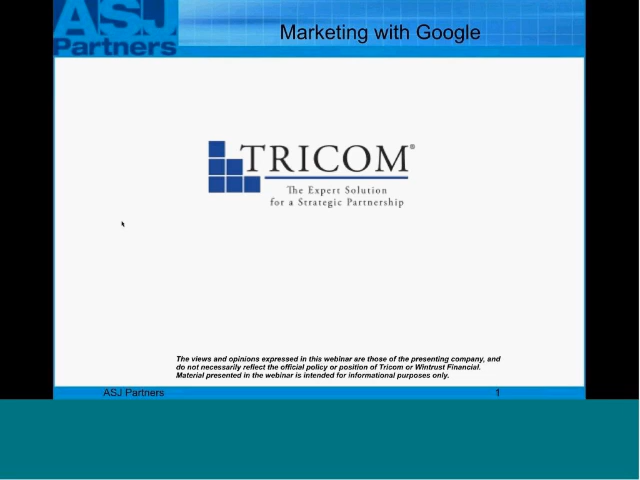 ASJ
Partners
Marketing with Google
TRICOM®
The Expert Solution
for a Strategic Partnership
The views and opinions expressed in this webinar are those of the presenting company, and
do not necessarily reflect the official policy or position of Tricom or Wintrust Financial.
Material presented in the webinar is intended for informational purposes only.
ASJ Partners
1